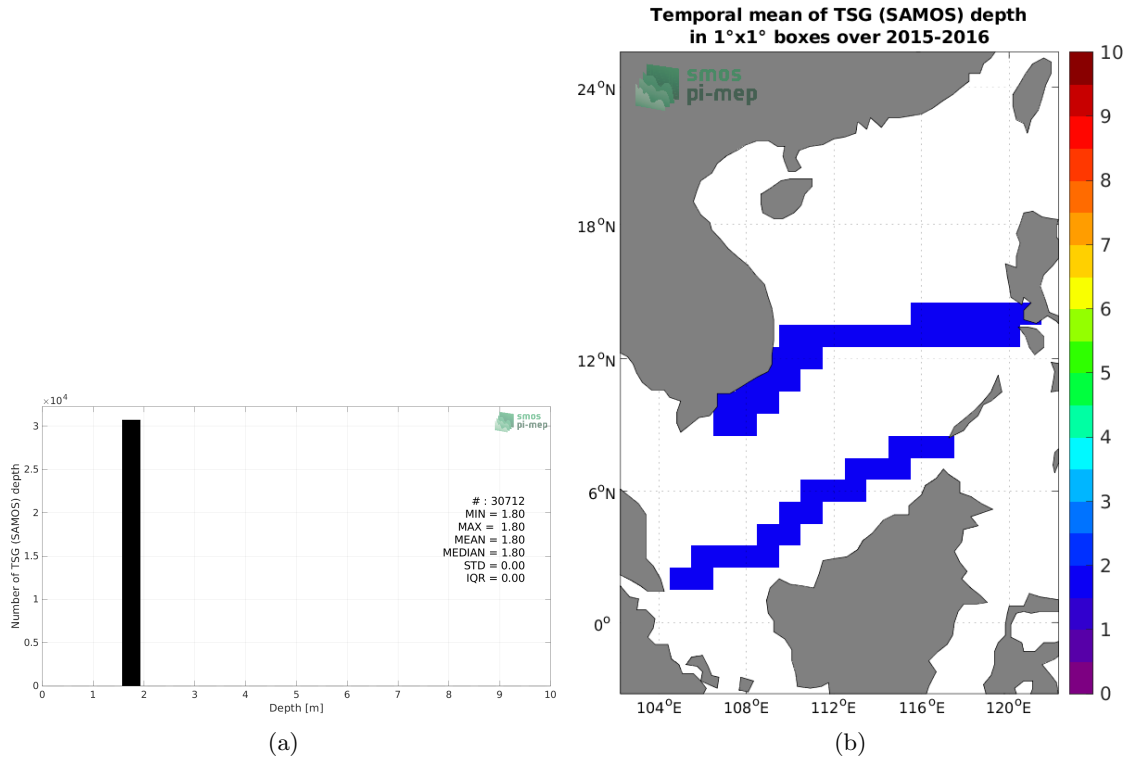 ×10⁴
3
2.5
2
1.5
1
0.5
0
Number of TSG (SAMOS) depth
smos
pi-mep
# : 30712
MIN = 1.80
MAX = 1.80
MEAN = 1.80
MEDIAN = 1.80
STD = 0.00
IQR = 0.00
0 1 2 3 4 5 6 7 8 9 10
Depth [m]
(a)
Temporal mean of TSG (SAMOS) depth
in 1°x1° boxes over 2015-2016
smos
pi-mep
24°N
18°N
12°N
6°N
0°
104°E 108°E 112°E 116°E 120°E
10
9
8
7
6
5
4
3
2
1
0
(b)